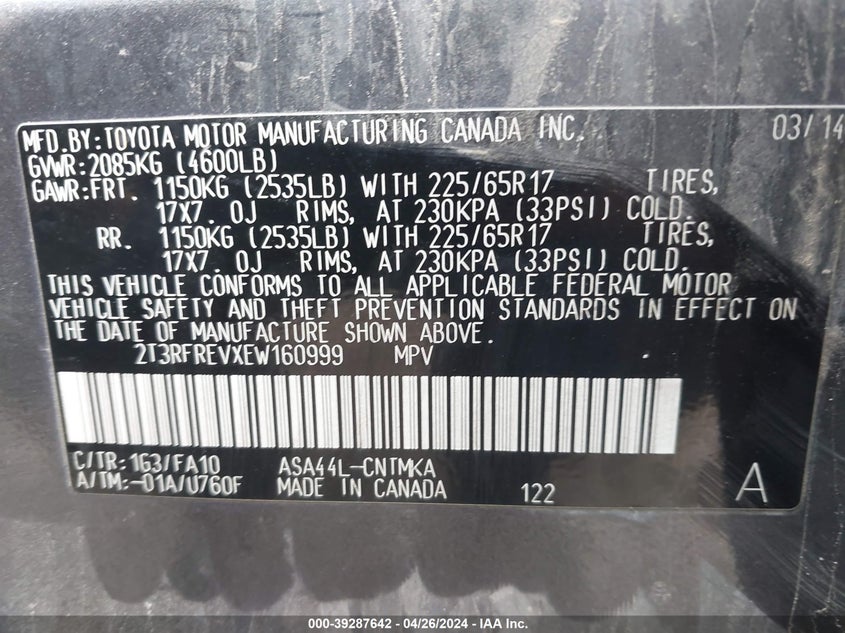 MFD.BY:TOYOTA MOTOR MANUFACTURING CANADA INC. 03/14
GVWR:2085KG (4600LB)
GAWR:FRT. 1150KG (2535LB) WITH 225/65R17 TIRES,
17X7.0J RIMS, AT 230KPA (33PSI) COLD.
RR. 1150KG (2535LB) WITH 225/65R17 TIRES,
17X7.0J RIMS, AT 230KPA (33PSI) COLD.
THIS VEHICLE CONFORMS TO ALL APPLICABLE FEDERAL MOTOR
VEHICLE SAFETY AND THEFT PREVENTION STANDARDS IN EFFECT ON
THE DATE OF MANUFACTURE SHOWN ABOVE.
2T3RFREVXEW160999 MPV
C/TR:1G3/FA10 ASA44L-CNTMKA
A/TM:-01A/U760F MADE IN CANADA 122 A
000-39287642 - 04/26/2024 - IAA Inc.